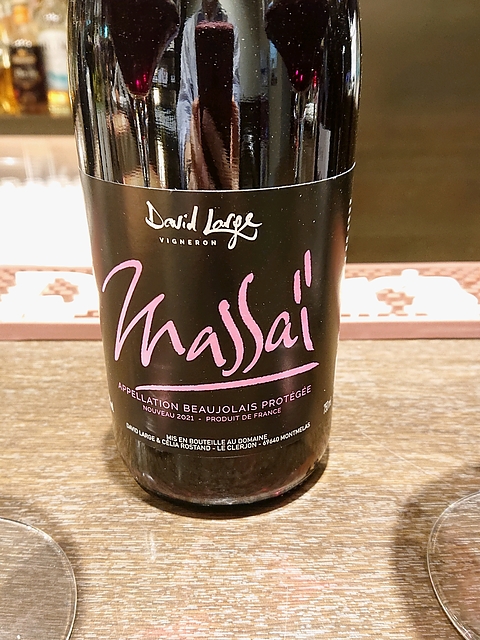 David Large
VIGNERON
Massaï
APPELLATION BEAUJOLAIS PROTÉGÉE
NOUVEAU 2021 - PRODUIT DE FRANCE
MIS EN BOUTEILLE AU DOMAINE
DAVID LARGE & CÉLIA ROSTAND - LE CLERJON - 69640 MONTMELAS